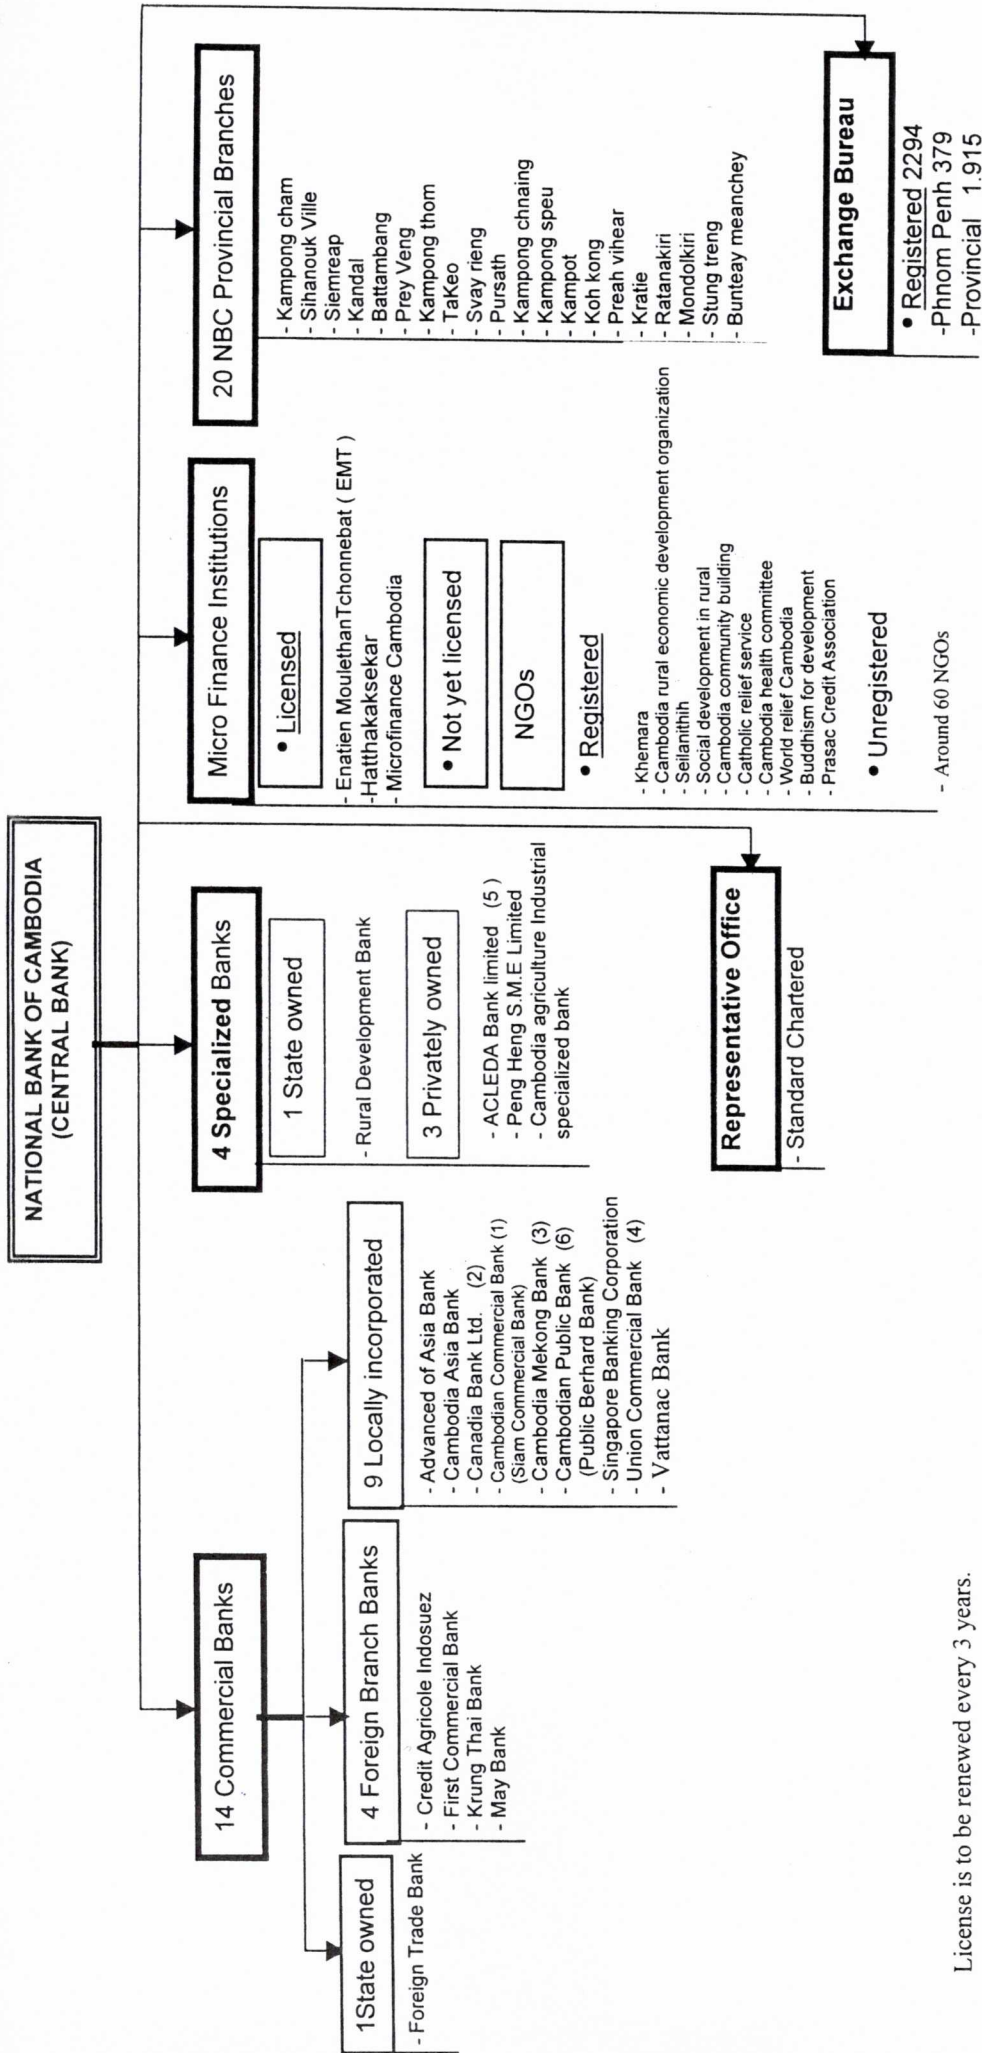 NATIONAL BANK OF CAMBODIA
(CENTRAL BANK)
14 Commercial Banks
1State owned
- Foreign Trade Bank
4 Foreign Branch Banks
- Credit Agricole Indosuez
- First Commercial Bank
- Krung Thai Bank
- May Bank
9 Locally incorporated
- Advanced of Asia Bank
- Cambodia Asia Bank
- Canadia Bank Ltd. (2)
- Cambodian Commercial Bank (1)
(Siam Commercial Bank)
- Cambodia Mekong Bank (3)
- Cambodian Public Bank (6)
(Public Berhard Bank)
- Singapore Banking Corporation
- Union Commercial Bank (4)
- Vattanac Bank
4 Specialized Banks
1 State owned
- Rural Development Bank
3 Privately owned
- ACLEDA Bank limited (5 )
- Peng Heng S.M.E Limited
- Cambodia agriculture Industrial
specialized bank
Representative Office
- Standard Chartered
Micro Finance Institutions
• Licensed
- Enatien MoulethanTchonnebat ( EMT )
-Hatthakaksekar
- Microfinance Cambodia
• Not yet licensed
NGOs
• Registered
- Khemara
- Cambodia rural economic development organization
- Seilanithih
- Social development in rural
- Cambodia community building
- Catholic relief service
- Cambodia health committee
- World relief Cambodia
- Buddhism for development
- Prasac Credit Association
• Unregistered
- Around 60 NGOs
20 NBC Provincial Branches
- Kampong cham
- Sihanouk Ville
- Siemreap
- Kandal
- Battambang
- Prey Veng
- Kampong thom
- TaKeo
- Svay rieng
- Pursath
- Kampong chnaing
- Kampong speu
- Kampot
- Koh kong
- Preah vihear
- Kratie
- Ratanakiri
- Mondolkiri
- Stung treng
- Bunteay meanchey
Exchange Bureau
• Registered 2294
-Phnom Penh 379
-Provincial 1.915
License is to be renewed every 3 years.